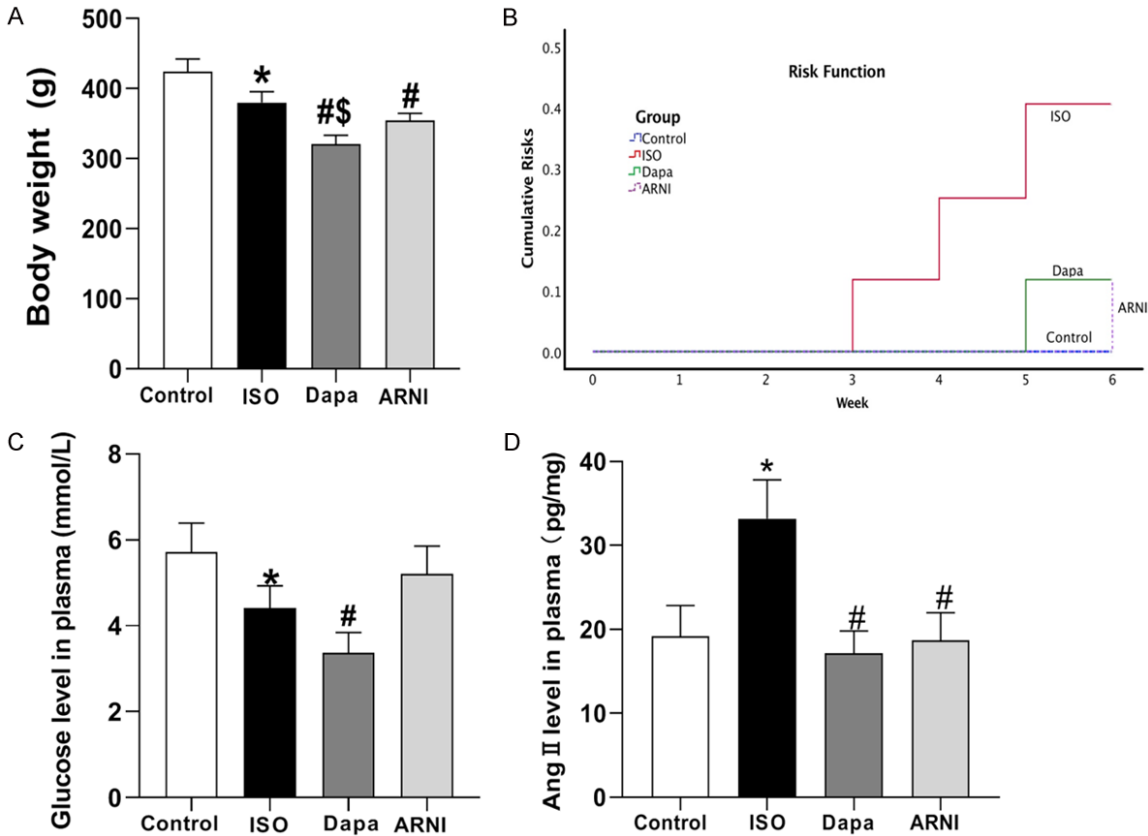 A
Body weight (g)
500
400
300
200
100
0
*
#$
#
Control ISO Dapa ARNI
B
Risk Function
Cumulative Risks
0.5
0.4
0.3
0.2
0.1
0.0
Group
Control
ISO
Dapa
ARNI
ISO
Dapa
ARNI
Control
0 1 2 3 4 5 6
Week
C
Glucose level in plasma (mmol/L)
8
6
4
2
0
*
#
Control ISO Dapa ARNI
D
Ang Ⅱ level in plasma (pg/mg)
40
30
20
10
0
*
#
#
Control ISO Dapa ARNI